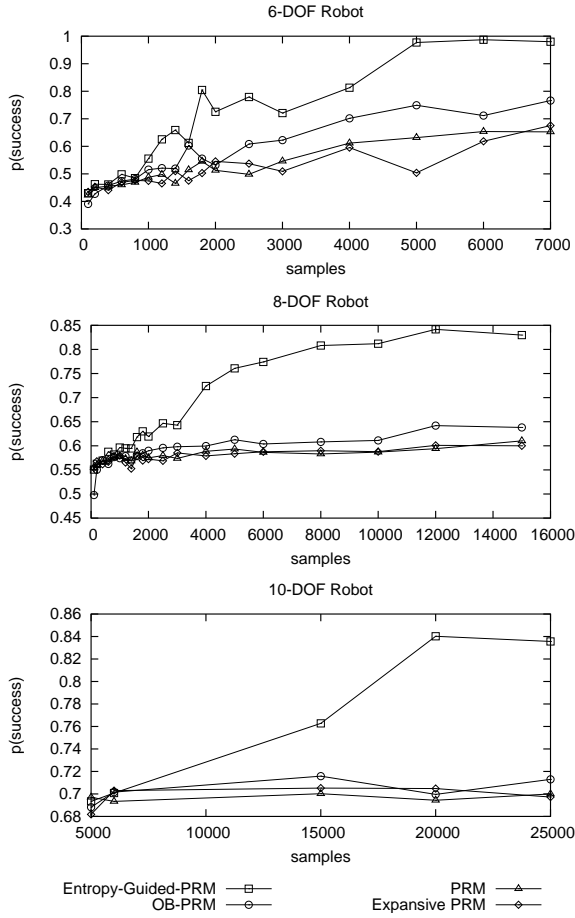 6-DOF Robot
1
0.9
0.8
0.7
0.6
0.5
0.4
0.3
p(success)
0 1000 2000 3000 4000 5000 6000 7000
samples
8-DOF Robot
0.85
0.8
0.75
0.7
0.65
0.6
0.55
0.5
0.45
p(success)
0 2000 4000 6000 8000 10000 12000 14000 16000
samples
10-DOF Robot
0.86
0.84
0.82
0.8
0.78
0.76
0.74
0.72
0.7
0.68
p(success)
5000 10000 15000 20000 25000
samples
Entropy-Guided-PRM PRM
OB-PRM Expansive PRM